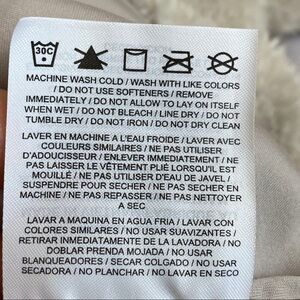 30C
MACHINE WASH COLD / WASH WITH LIKE COLORS
/ DO NOT USE SOFTENERS / REMOVE
IMMEDIATELY / DO NOT ALLOW TO LAY ON ITSELF
WHEN WET / DO NOT BLEACH / LINE DRY / DO NOT
TUMBLE DRY / DO NOT IRON / DO NOT DRY CLEAN
LAVER EN MACHINE A L'EAU FROIDE / LAVER AVEC
COULEURS SIMILAIRES / NE PAS UTILISER
D'ADOUCISSEUR / ENLEVER IMMEDIATEMENT / NE
PAS LAISSER LE VÊTEMENT PLIÉ LORSQU'IL EST
MOUILLÉ / NE PAS UTILISER D'EAU DE JAVEL /
SUSPENDRE POUR SECHER / NE PAS SECHER EN
MACHINE / NE PAS REPASSER / NE PAS NETTOYER
A SEC
LAVAR A MAQUINA EN AGUA FRIA / LAVAR CON
COLORES SIMILARES / NO USAR SUAVIZANTES /
RETIRAR INMEDIATAMENTE DE LA LAVADORA / NO
DOBLAR PRENDA MOJADA / NO USAR
BLANQUEADORES / SECAR COLGADO / NO USAR
SECADORA / NO PLANCHAR / NO LAVAR EN SECO